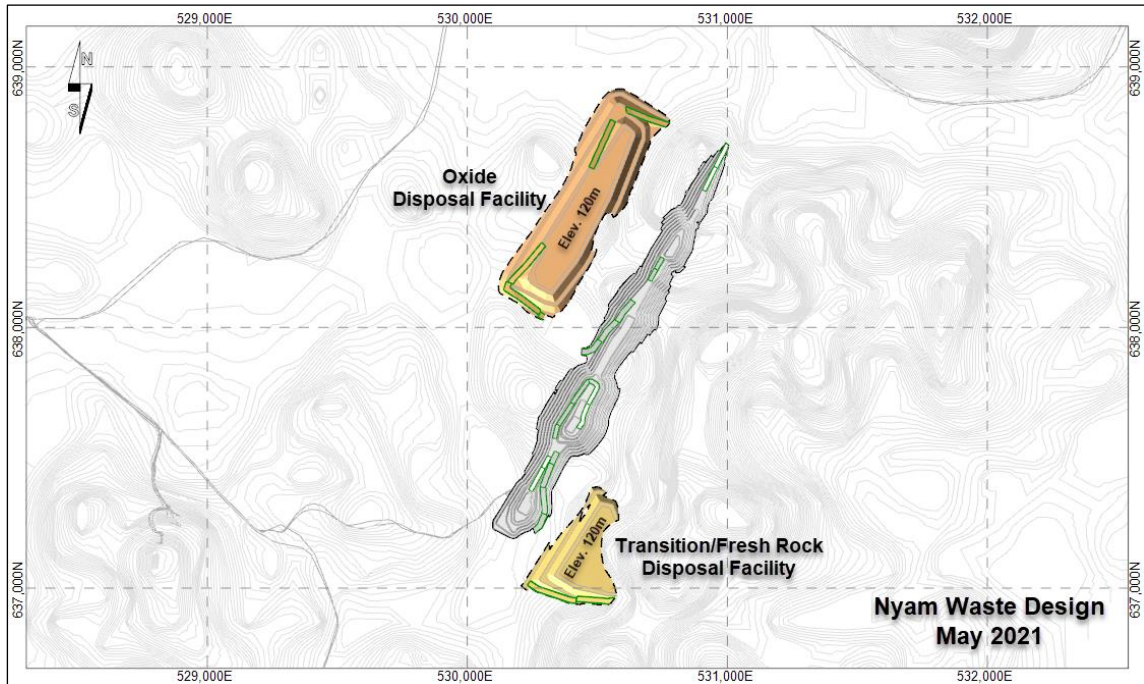 529,000E
530,000E
531,000E
532,000E
639,000N
639,000N
N
S
Oxide
Disposal Facility
Elev. 120m
638,000N
638,000N
Transition/Fresh Rock
Disposal Facility
Elev. 120m
637,000N
637,000N
Nyam Waste Design
May 2021
529,000E
530,000E
531,000E
532,000E